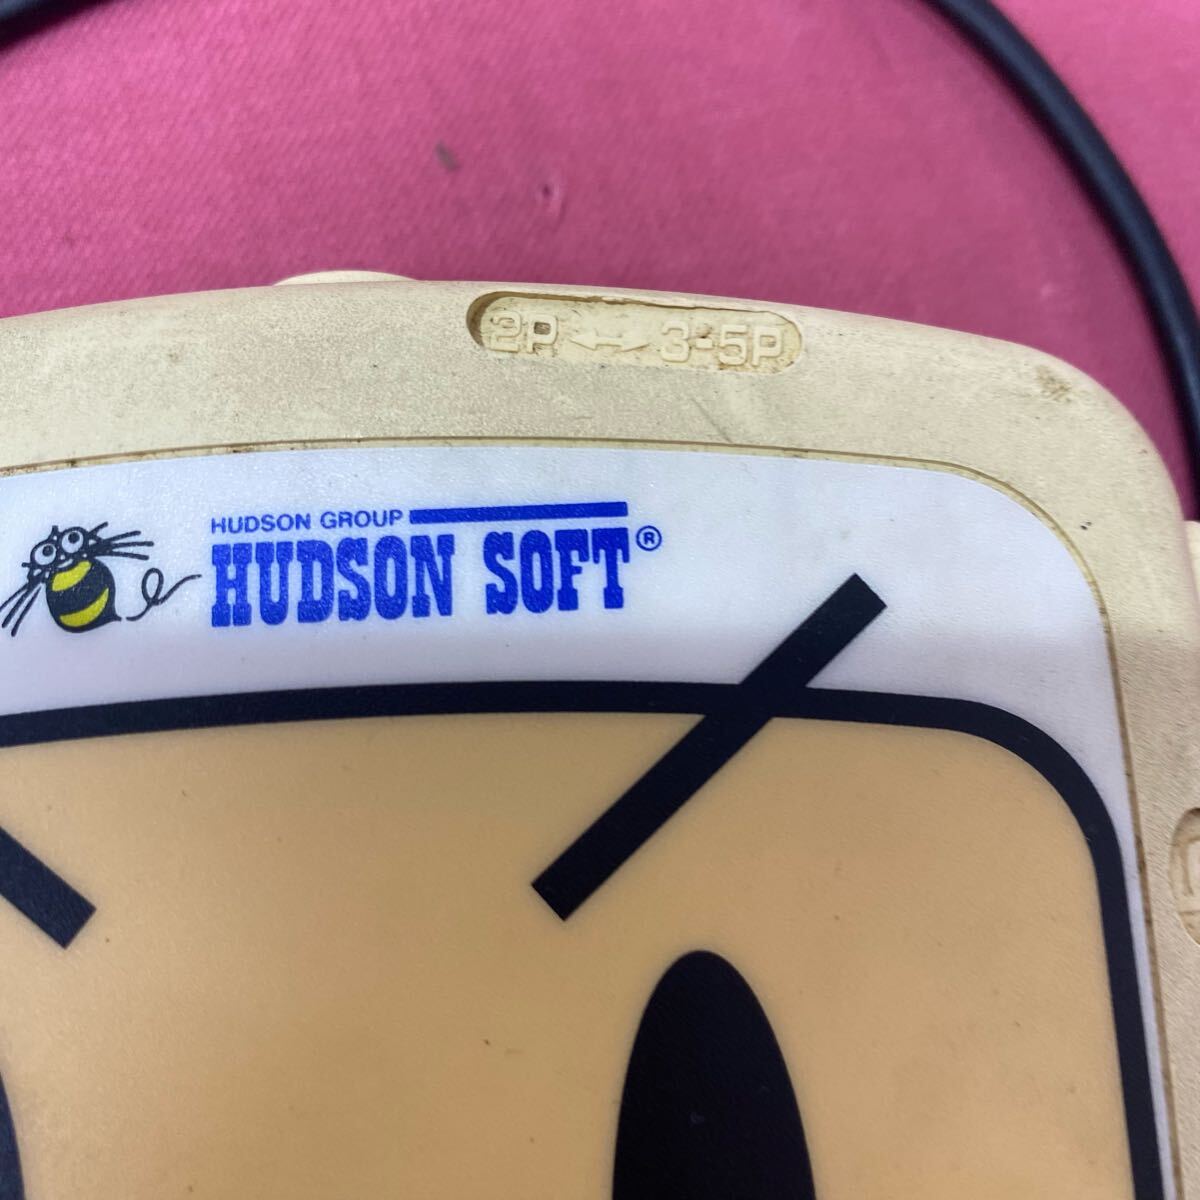 2P ↔ 3-5P
HUDSON GROUP
HUDSON SOFT®